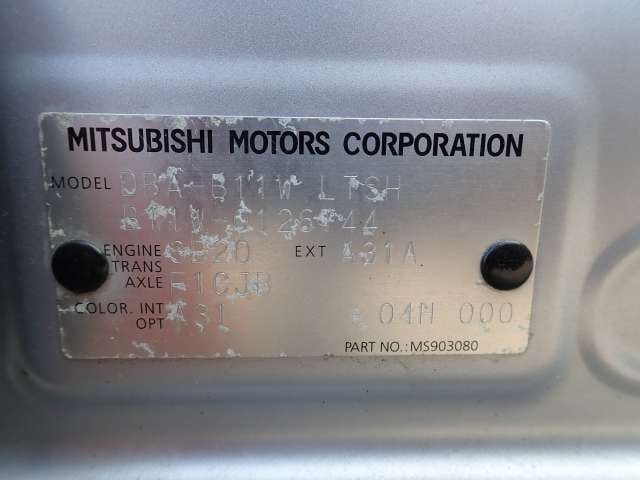 MITSUBISHI MOTORS CORPORATION
MODEL DBA-B11W LTSH
B11W-S126744
ENGINE 3B20 EXT A31A
TRANS
AXLE F1CJB
COLOR. INT A31 04M 000
OPT
PART NO.: MS903080